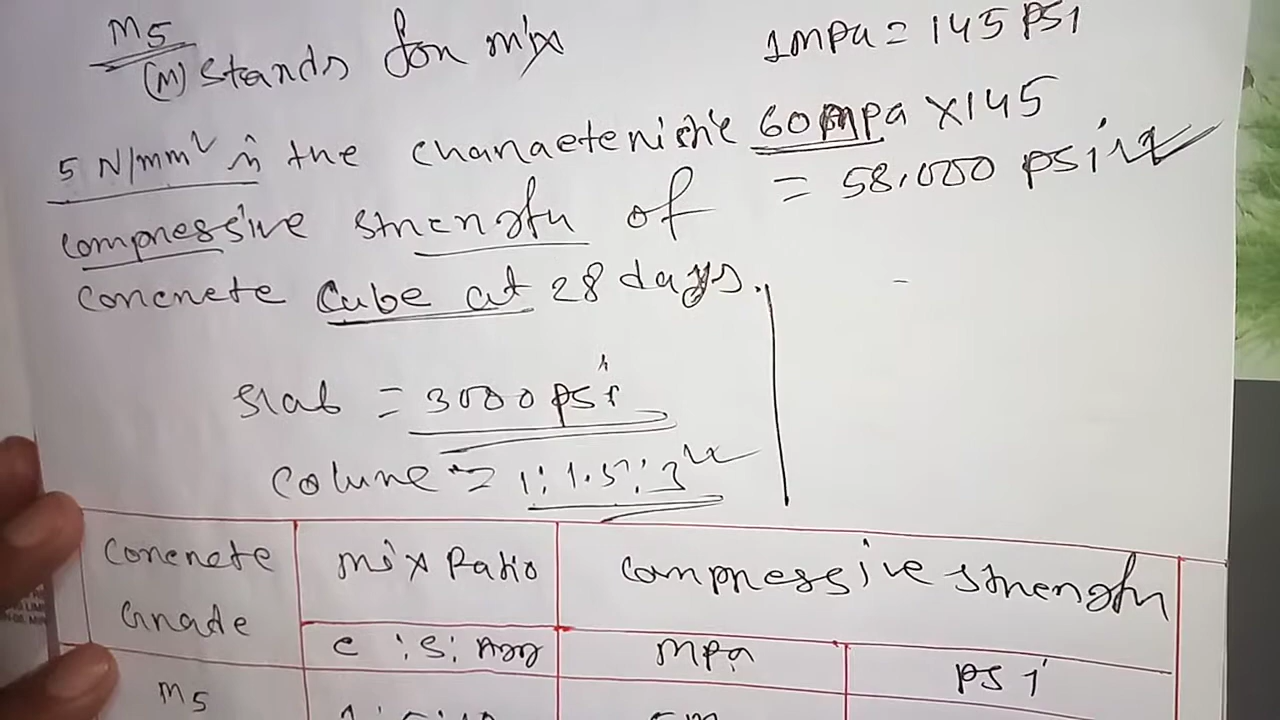 M5
(M) stands for mix
1mpa = 145 PSi
5 N/mm² is the characteristic
60mpa x145
= 58,000 psi
compressive strength of
concrete cube at 28 days.
slab = 3000 psi
Colume = 1:1.5:3
Concrete Grade
mix Ratio
compressive strength
C : S : Agg
mpa
PSi
M5